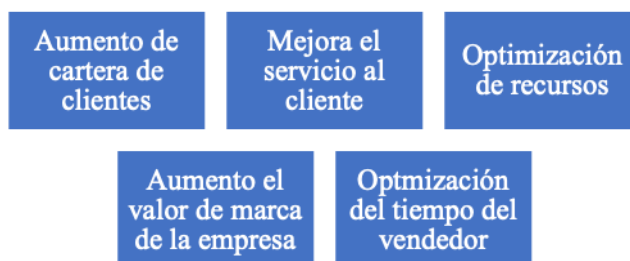 Aumento de
cartera de
clientes
Mejora el
servicio al
cliente
Optimización
de recursos
Aumento el
valor de marca
de la empresa
Optmización
del tiempo del
vendedor